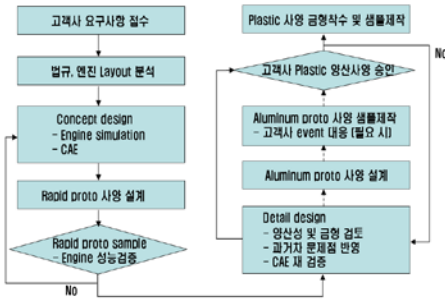 고객사 요구사항 접수
법규, 엔진 Layout 분석
Concept design
- Engine simulation
- CAE
Rapid proto 사양 설계
Rapid proto sample
- Engine 성능검증
No
Plastic 사양 금형착수 및 샘플제작
No
고객사 Plastic 양산사양 승인
Aluminum proto 사양 샘플제작
- 고객사 event 대응 (필요 시)
Aluminum proto 사양 설계
Detail design
- 양산성 및 금형 검토
- 과거차 문제점 반영
- CAE 재 검증